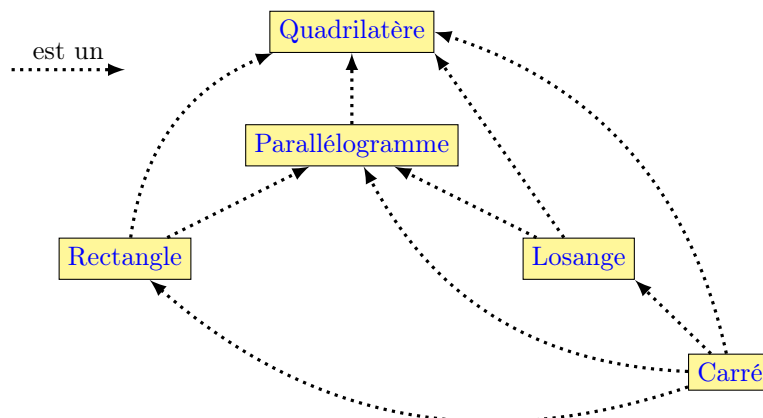 Quadrilatère
est un
Parallélogramme
Rectangle
Losange
Carré